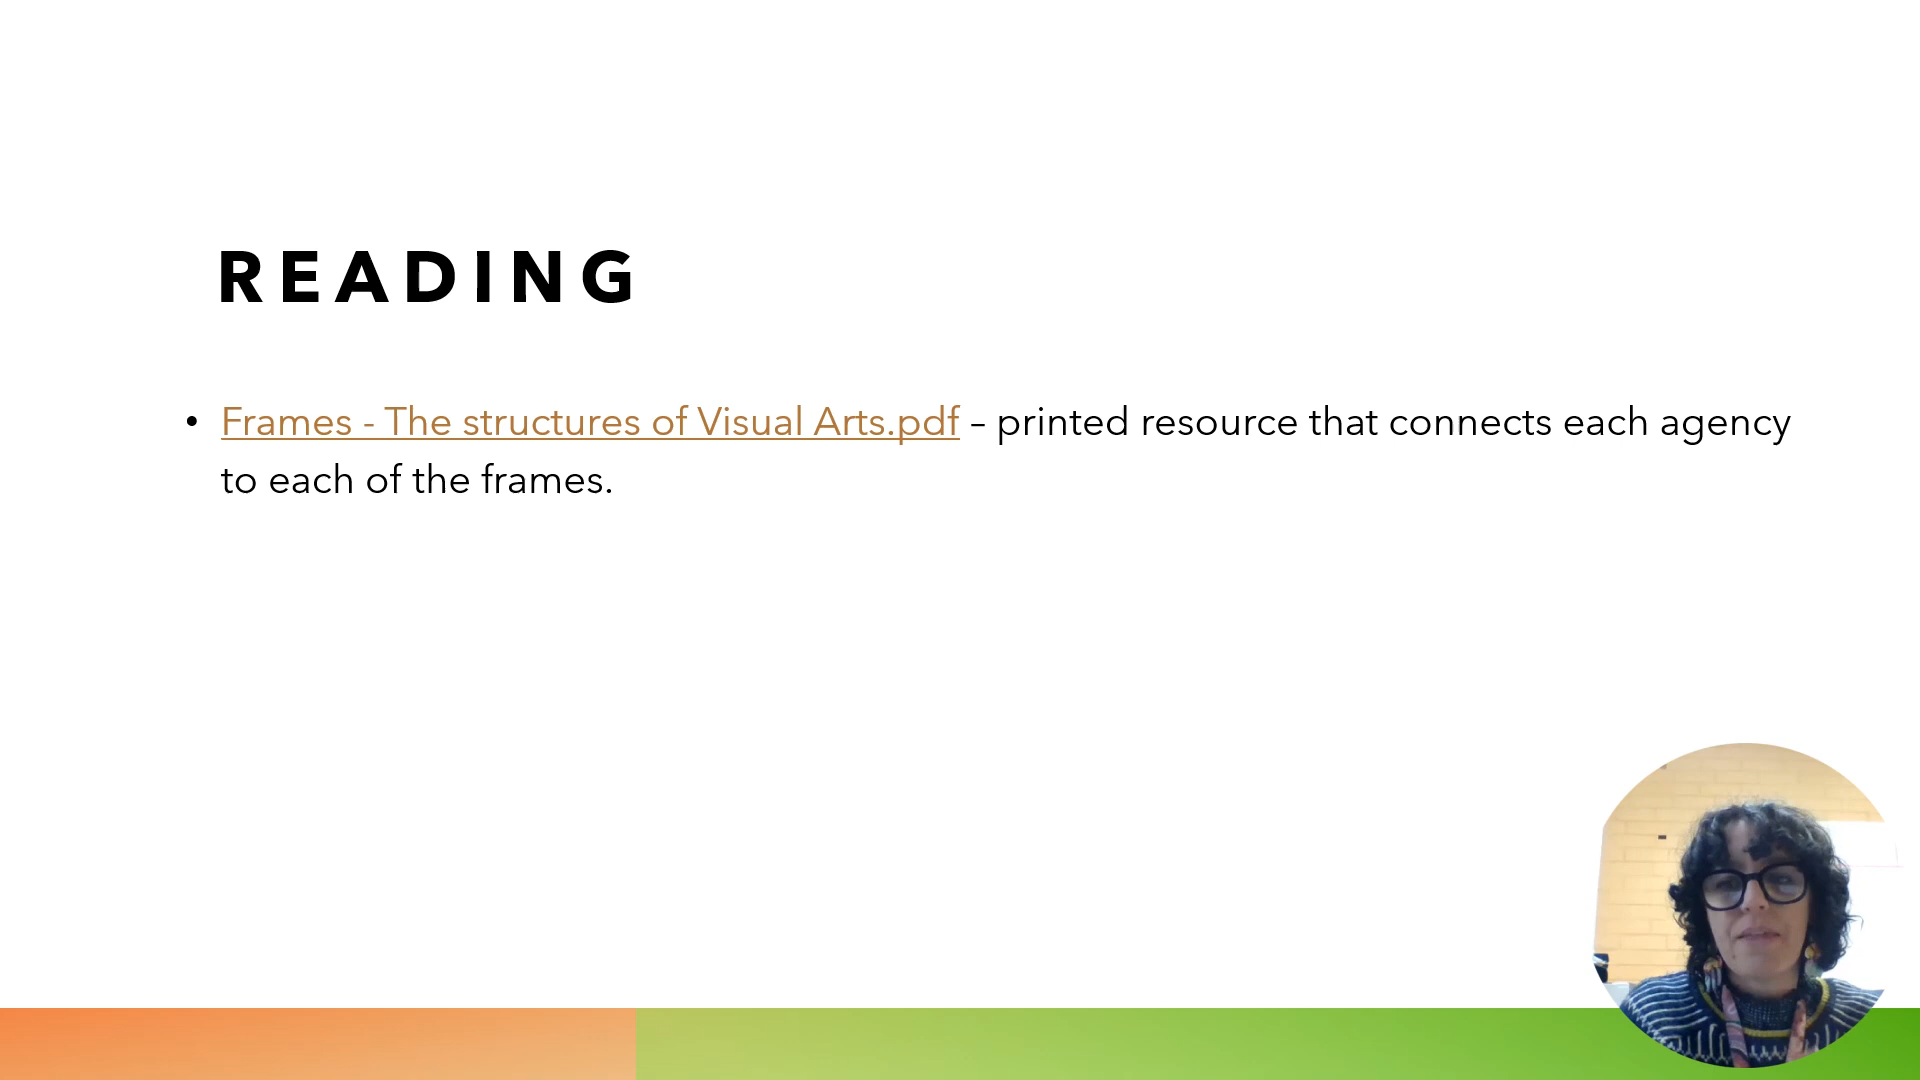 READING
• Frames - The structures of Visual Arts.pdf – printed resource that connects each agency
to each of the frames.